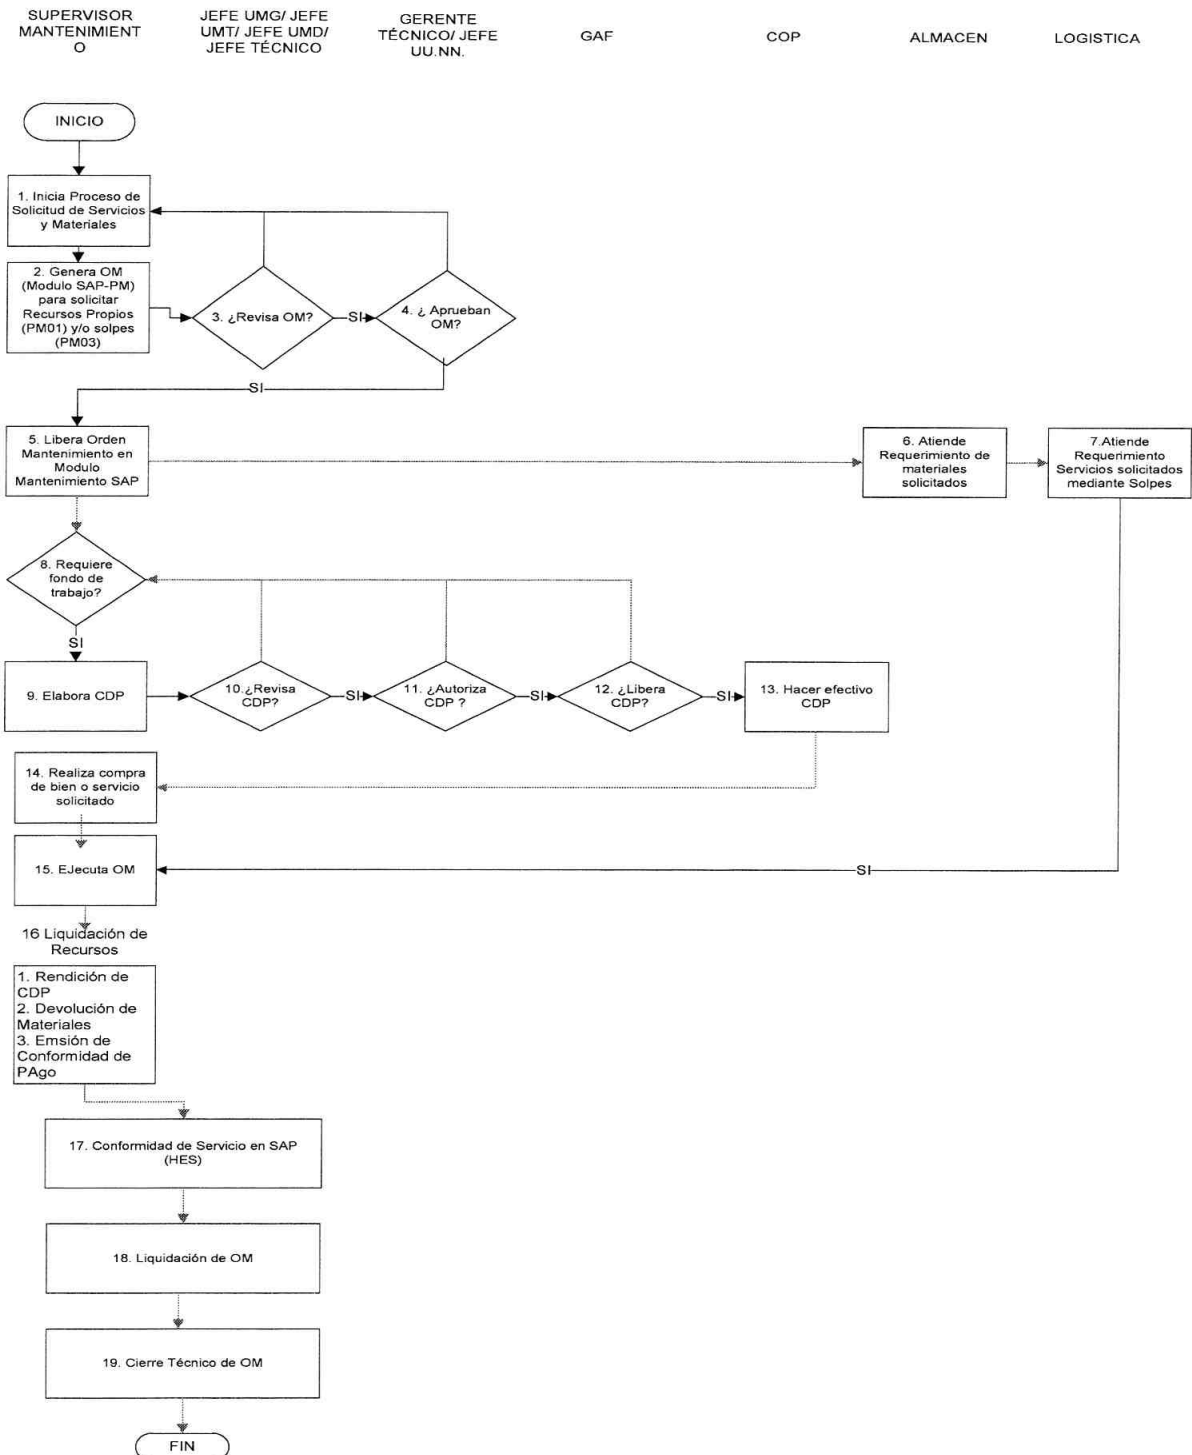 SUPERVISOR
MANTENIMIENT
O
JEFE UMG/ JEFE
UMT/ JEFE UMD/
JEFE TÉCNICO
GERENTE
TÉCNICO/ JEFE
UU.NN.
GAF
COP
ALMACEN
LOGISTICA
INICIO
1. Inicia Proceso de
Solicitud de Servicios
y Materiales
2. Genera OM
(Modulo SAP-PM)
para solicitar
Recursos Propios
(PM01) y/o solpes
(PM03)
3. ¿Revisa OM?
SI
4. ¿ Aprueban
OM?
SI
5. Libera Orden
Mantenimiento en
Modulo
Mantenimiento SAP
6. Atiende
Requerimiento de
materiales
solicitados
7.Atiende
Requerimiento
Servicios solicitados
mediante Solpes
8. Requiere
fondo de
trabajo?
SI
9. Elabora CDP
10.¿Revisa
CDP?
SI
11. ¿Autoriza
CDP ?
SI
12. ¿Libera
CDP?
SI
13. Hacer efectivo
CDP
14. Realiza compra
de bien o servicio
solicitado
15. EJecuta OM
SI
16 Liquidación de
Recursos
1. Rendición de
CDP
2. Devolución de
Materiales
3. Emsión de
Conformidad de
PAgo
17. Conformidad de Servicio en SAP
(HES)
18. Liquidación de OM
19. Cierre Técnico de OM
FIN